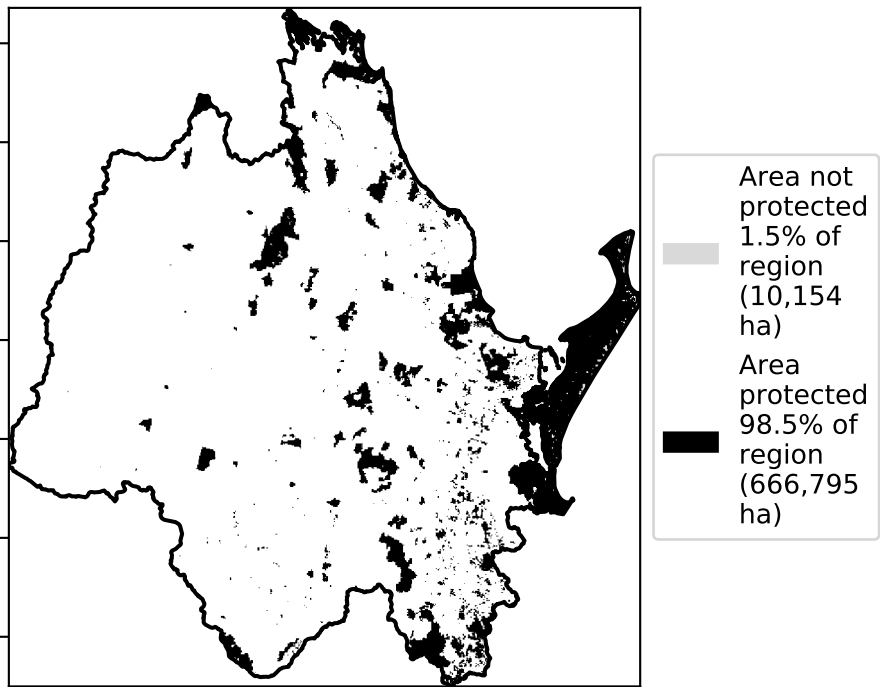 Area not
protected
1.5% of
region
(10,154
ha)
Area
protected
98.5% of
region
(666,795
ha)